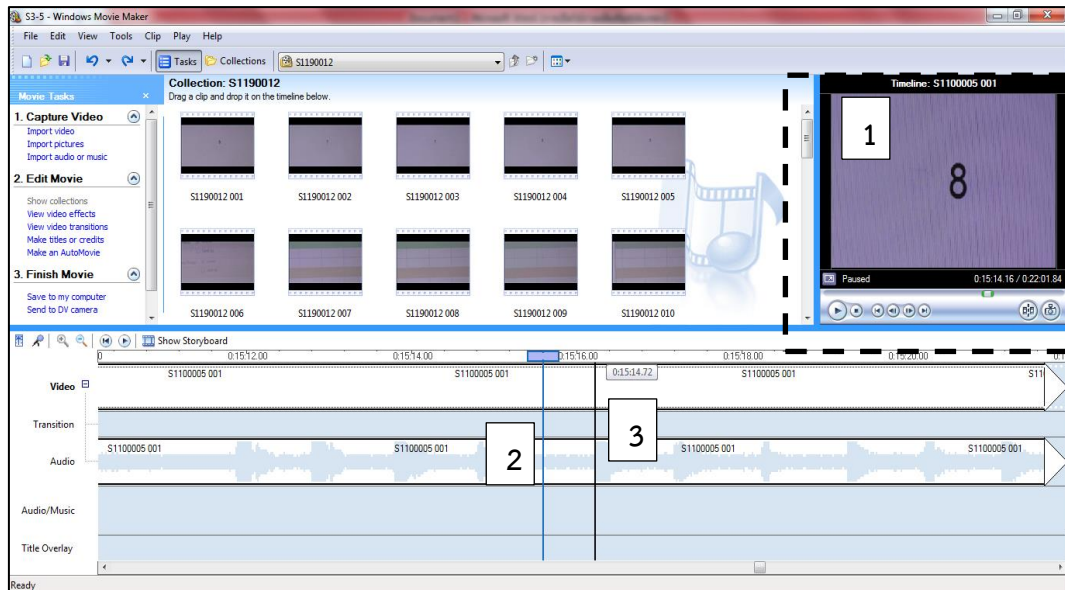 S3-5 - Windows Movie Maker
File Edit View Tools Clip Play Help
Tasks Collections S1190012
Movie Tasks ×
1. Capture Video
Import video
Import pictures
Import audio or music
2. Edit Movie
Show collections
View video effects
View video transitions
Make titles or credits
Make an AutoMovie
3. Finish Movie
Save to my computer
Send to DV camera
Collection: S1190012
Drag a clip and drop it on the timeline below.
S1190012 001 S1190012 002 S1190012 003 S1190012 004 S1190012 005
S1190012 006 S1190012 007 S1190012 008 S1190012 009 S1190012 010
Timeline: S1100005 001
1
8
Paused 0:15:14.16 / 0:22:01.84
Show Storyboard
0:15:12.00 0:15:14.00 0:15:16.00 0:15:18.00 0:15:20.00
Video S1100005 001 S1100005 001 0:15:14.72 S1100005 001
Transition
2 3
Audio S1100005 001 S1100005 001 S1100005 001 S1100005 001
Audio/Music
Title Overlay
Ready